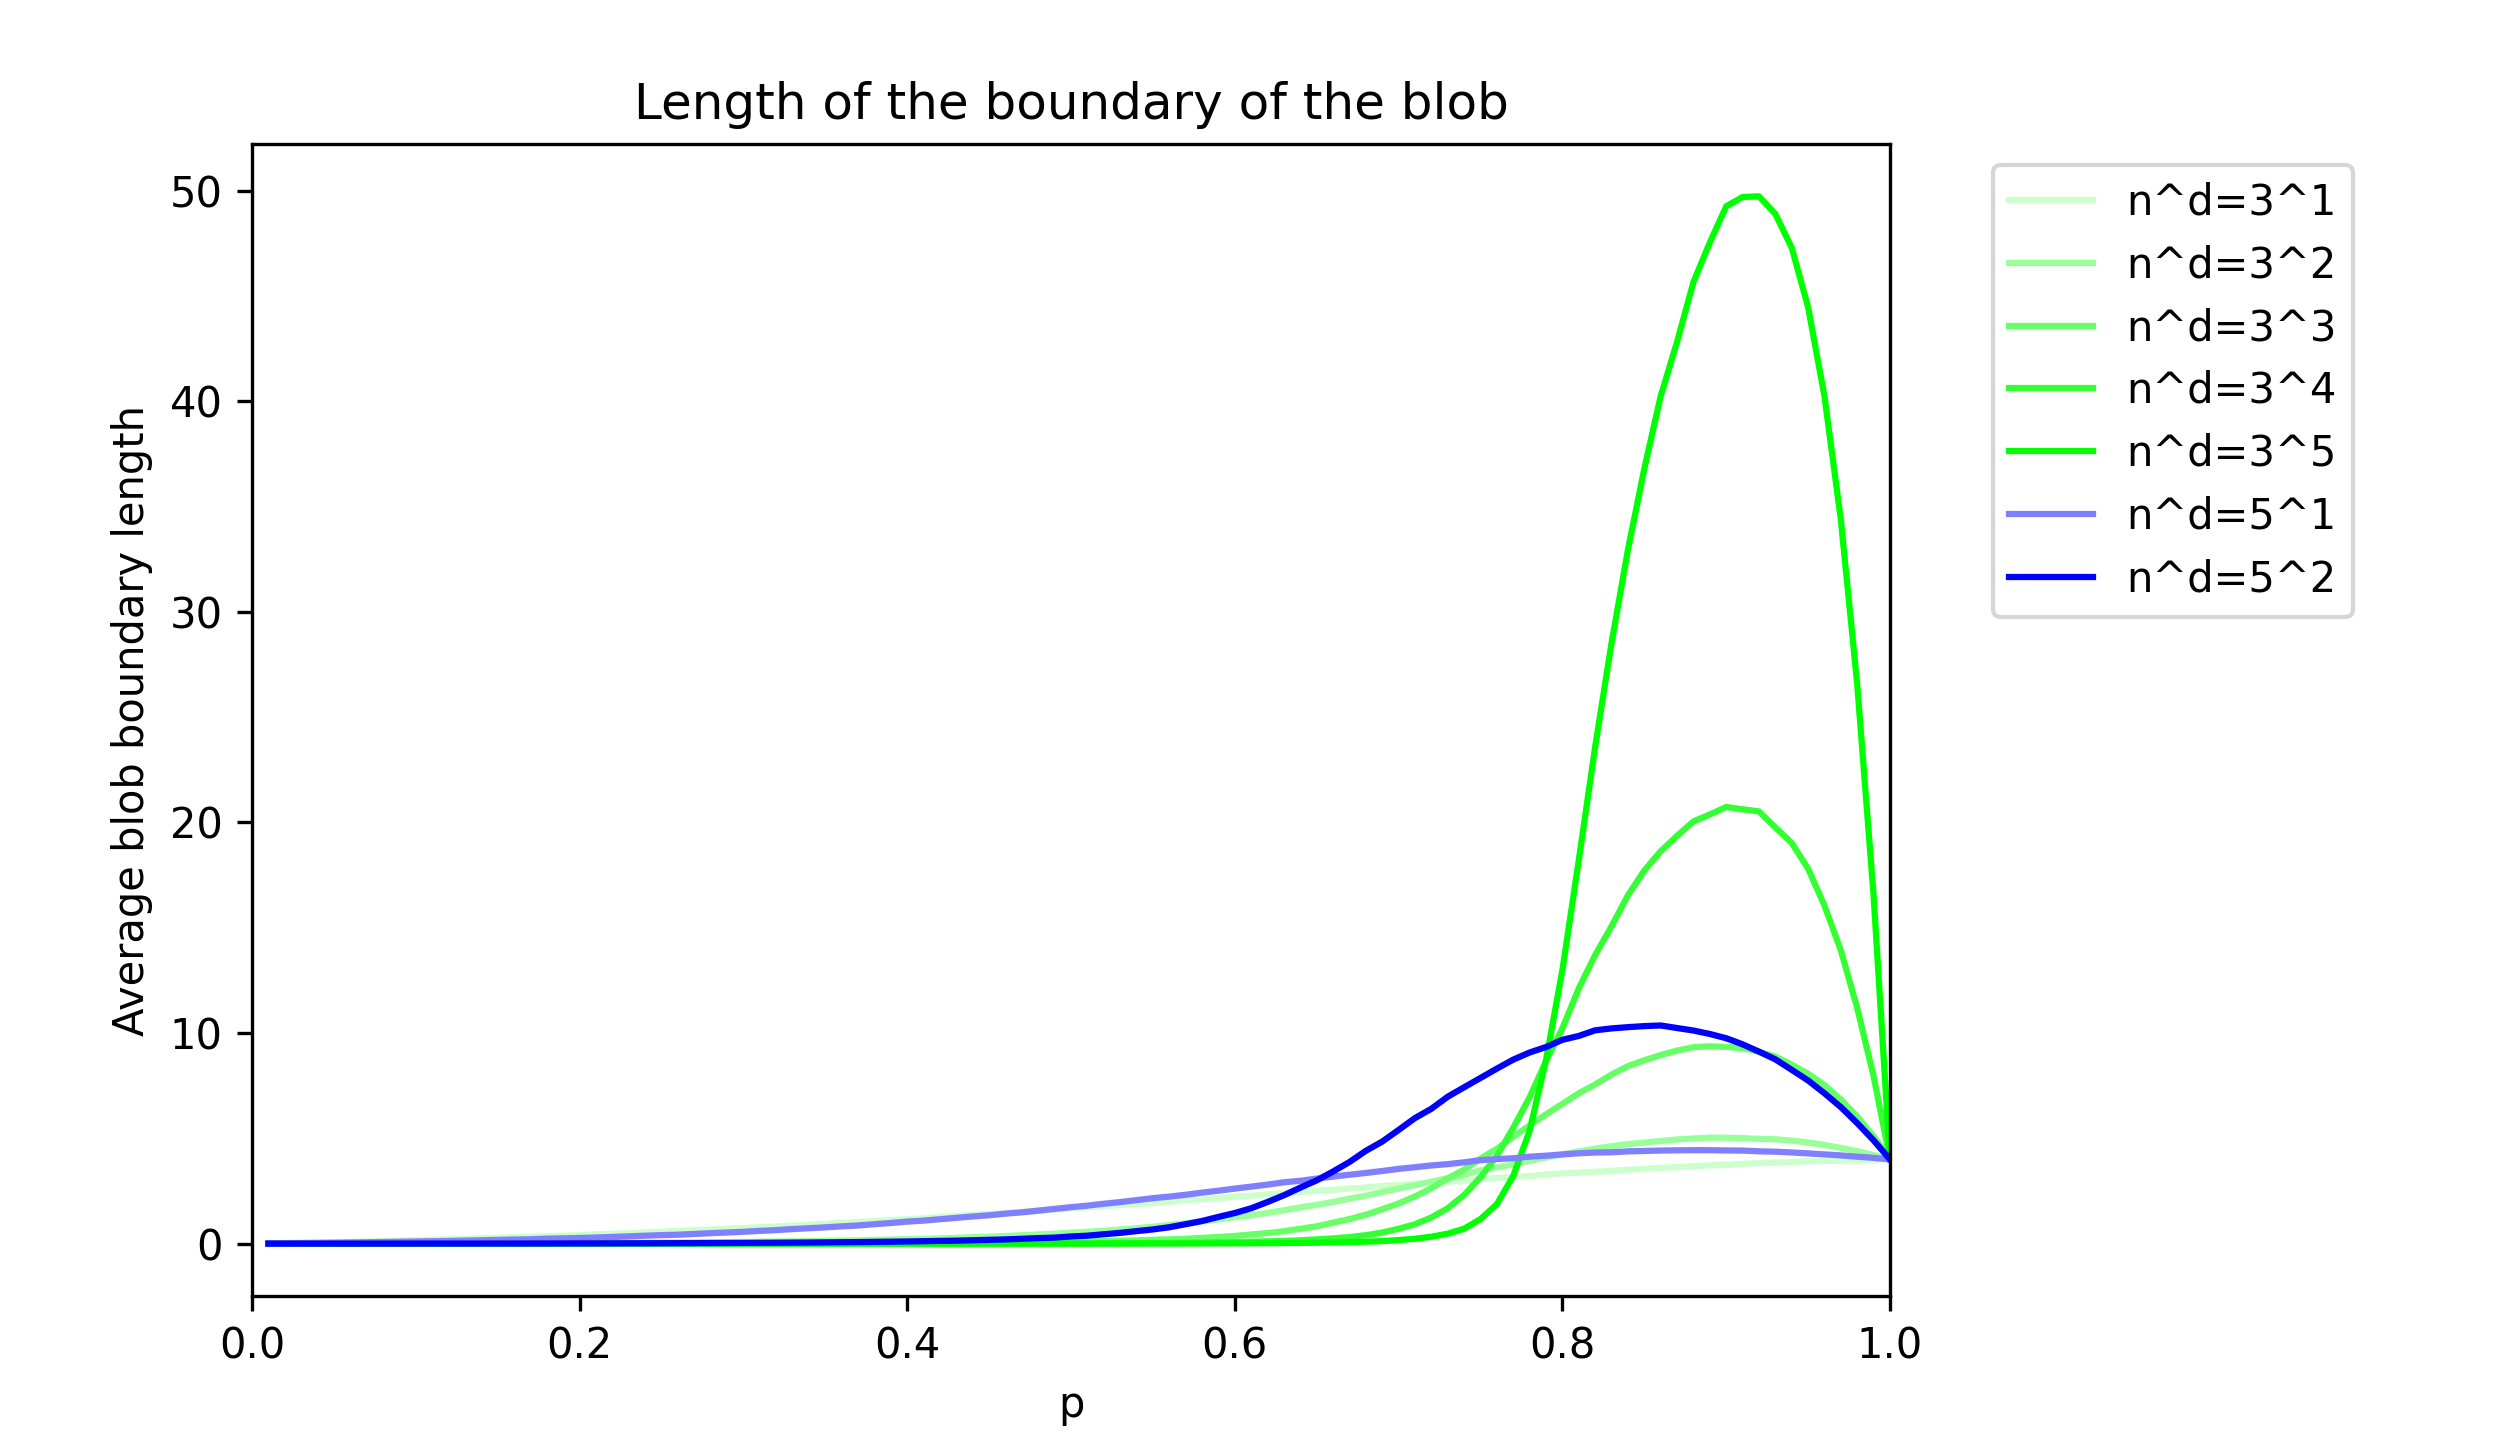 Length of the boundary of the blob
Average blob boundary length
50
40
30
20
10
0
0.0 0.2 0.4 0.6 0.8 1.0
p
n^d=3^1
n^d=3^2
n^d=3^3
n^d=3^4
n^d=3^5
n^d=5^1
n^d=5^2